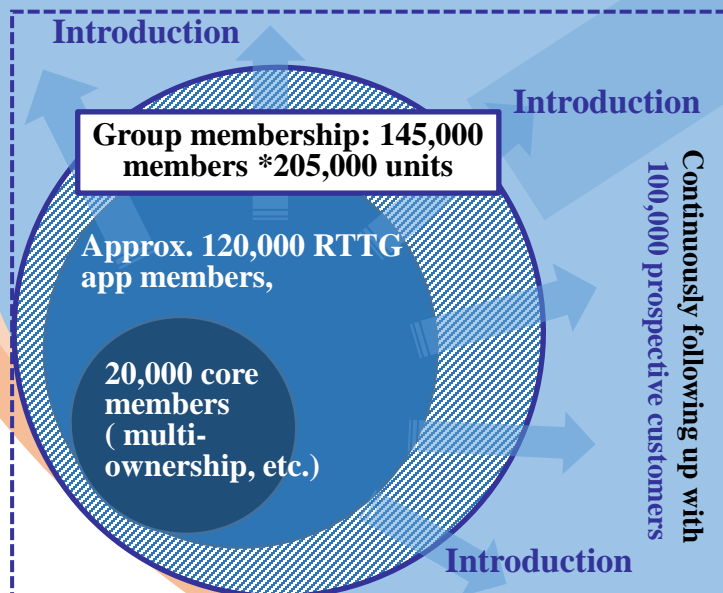 Introduction
Introduction
Group membership: 145,000
members *205,000 units
Approx. 120,000 RTTG
app members,
20,000 core
members
( multi-
ownership, etc.)
Continuously following up with
100,000 prospective customers
Introduction